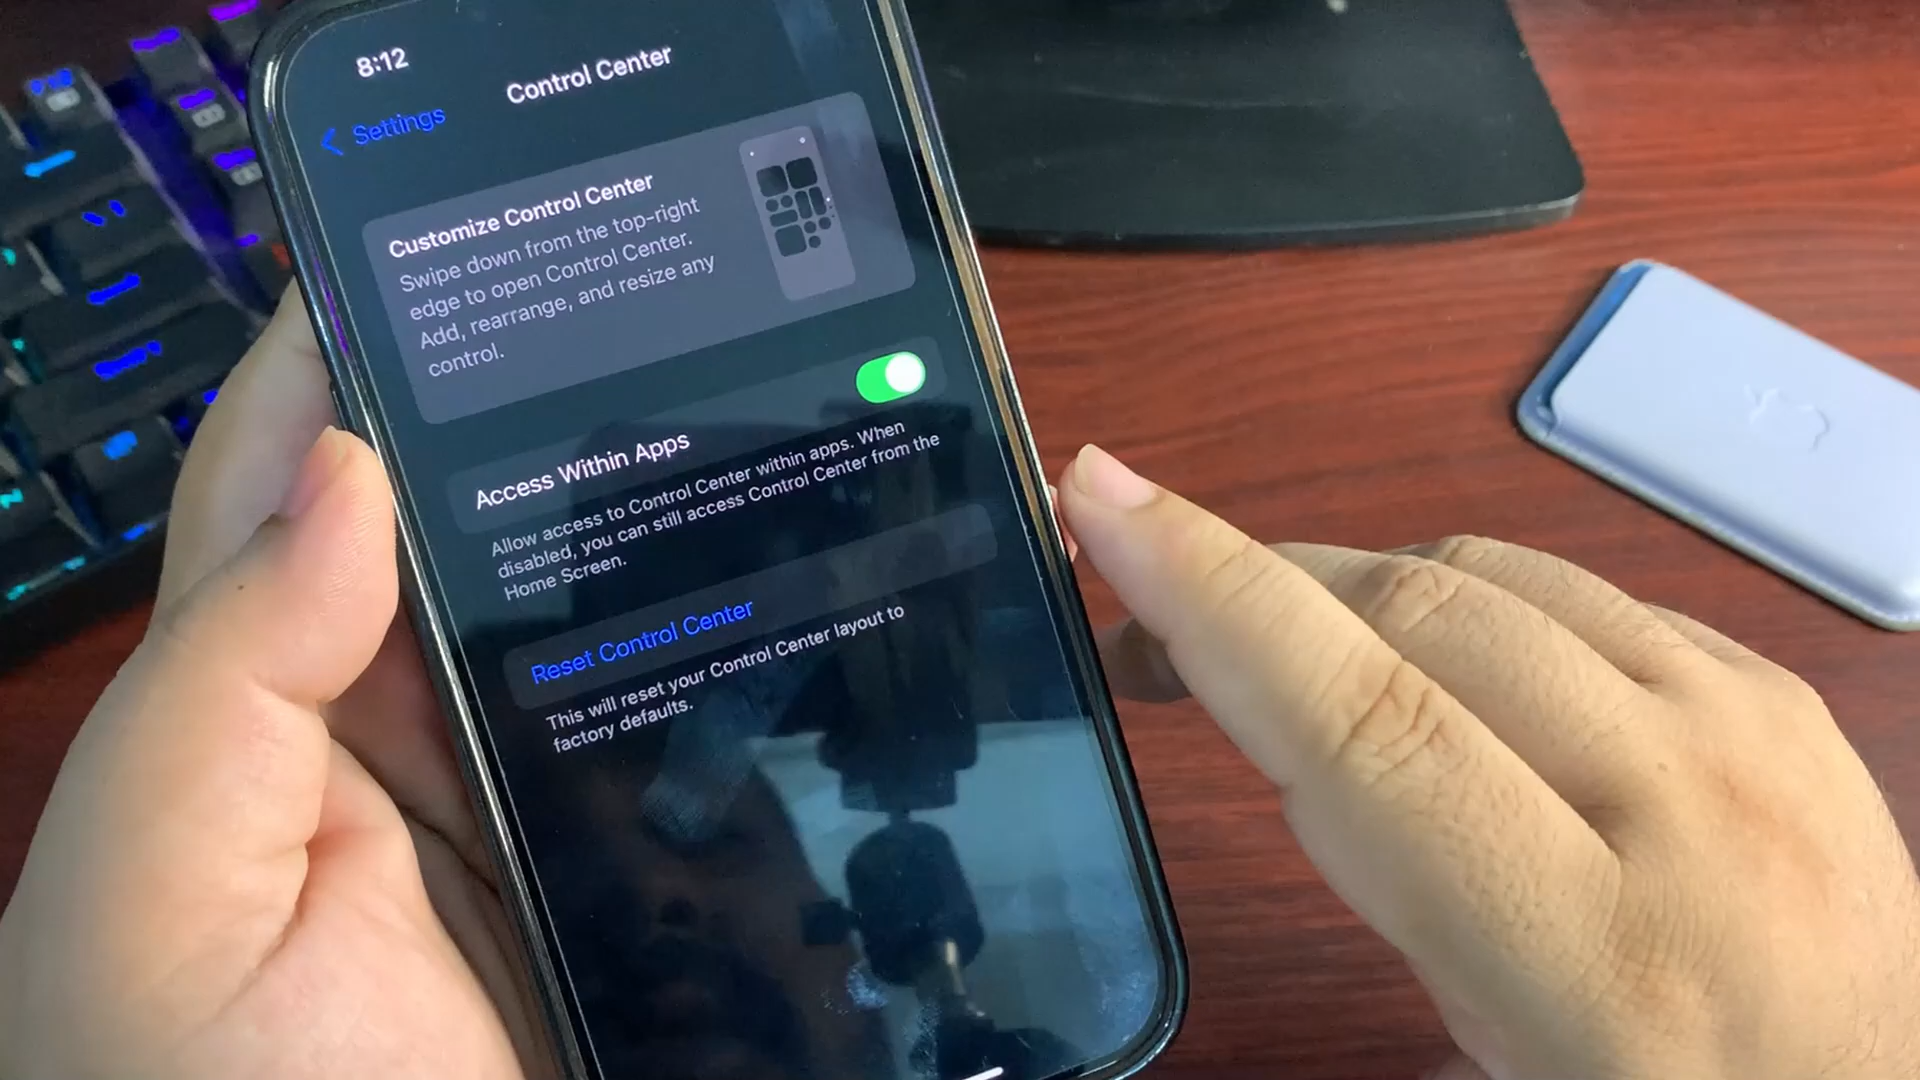 8:12
Control Center
Settings
Customize Control Center
Swipe down from the top-right
edge to open Control Center.
Add, rearrange, and resize any
control.
Access Within Apps
Allow access to Control Center within apps. When
disabled, you can still access Control Center from the
Home Screen.
Reset Control Center
This will reset your Control Center layout to
factory defaults.